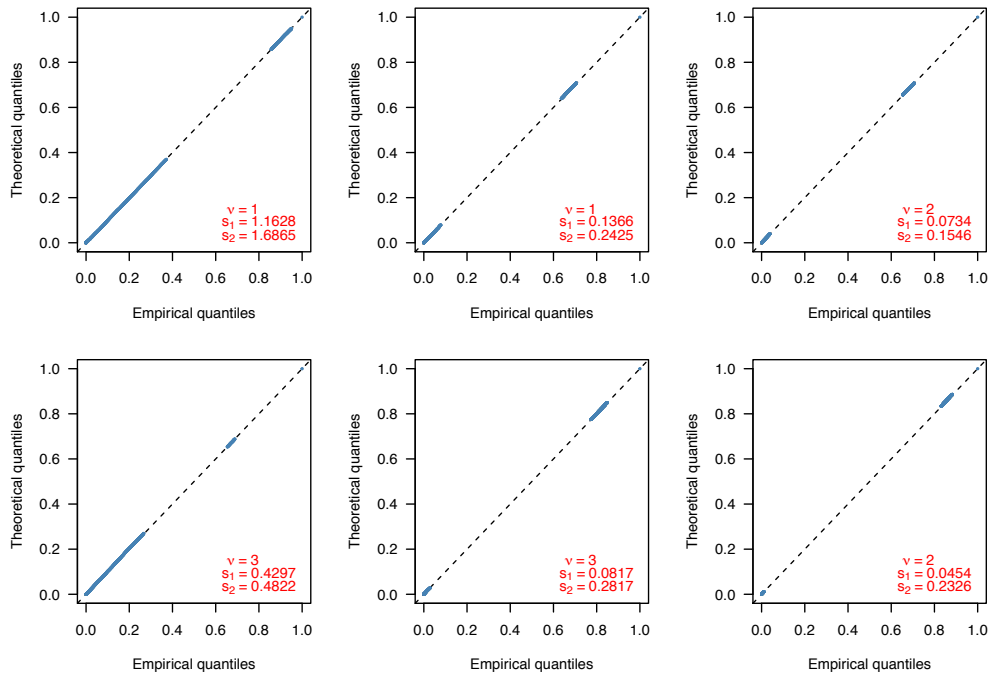 1.0
0.8
0.6
0.4
0.2
0.0
Theoretical quantiles
ν = 1
s1 = 1.1628
s2 = 1.6865
0.0 0.2 0.4 0.6 0.8 1.0
Empirical quantiles
1.0
0.8
0.6
0.4
0.2
0.0
Theoretical quantiles
ν = 1
s1 = 0.1366
s2 = 0.2425
0.0 0.2 0.4 0.6 0.8 1.0
Empirical quantiles
1.0
0.8
0.6
0.4
0.2
0.0
Theoretical quantiles
ν = 2
s1 = 0.0734
s2 = 0.1546
0.0 0.2 0.4 0.6 0.8 1.0
Empirical quantiles
1.0
0.8
0.6
0.4
0.2
0.0
Theoretical quantiles
ν = 3
s1 = 0.4297
s2 = 0.4822
0.0 0.2 0.4 0.6 0.8 1.0
Empirical quantiles
1.0
0.8
0.6
0.4
0.2
0.0
Theoretical quantiles
ν = 3
s1 = 0.0817
s2 = 0.2817
0.0 0.2 0.4 0.6 0.8 1.0
Empirical quantiles
1.0
0.8
0.6
0.4
0.2
0.0
Theoretical quantiles
ν = 2
s1 = 0.0454
s2 = 0.2326
0.0 0.2 0.4 0.6 0.8 1.0
Empirical quantiles